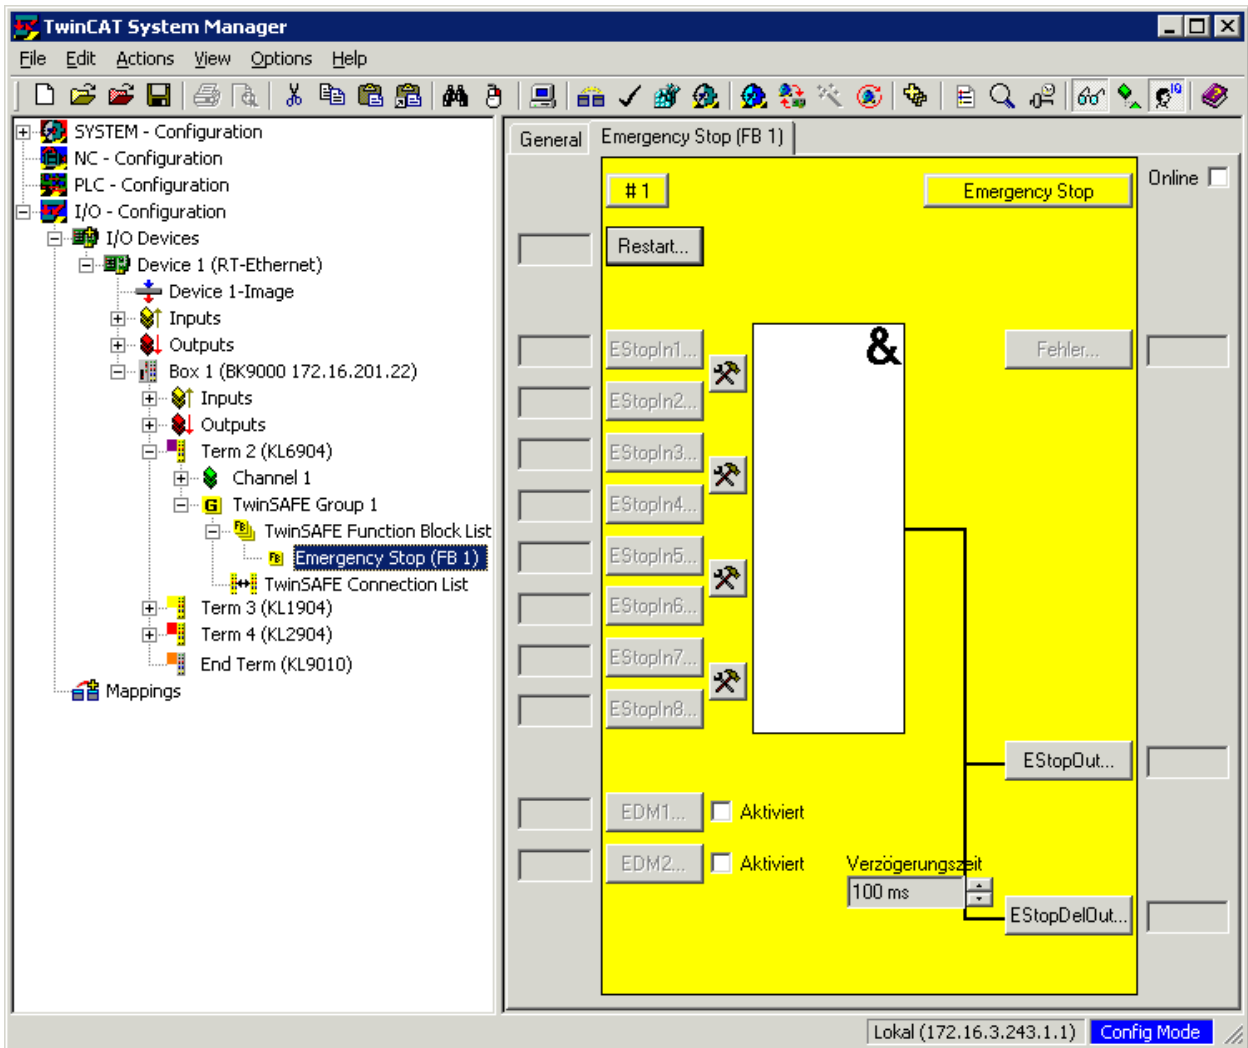 TwinCAT System Manager
File Edit Actions View Options Help
SYSTEM - Configuration
NC - Configuration
PLC - Configuration
I/O - Configuration
I/O Devices
Device 1 (RT-Ethernet)
Device 1-Image
Inputs
Outputs
Box 1 (BK9000 172.16.201.22)
Inputs
Outputs
Term 2 (KL6904)
Channel 1
G TwinSAFE Group 1
FB TwinSAFE Function Block List
FB Emergency Stop (FB 1)
TwinSAFE Connection List
Term 3 (KL1904)
Term 4 (KL2904)
End Term (KL9010)
Mappings
General Emergency Stop (FB 1)
# 1 Emergency Stop Online
Restart...
&
EStopIn1... Fehler...
EStopIn2...
EStopIn3...
EStopIn4...
EStopIn5...
EStopIn6...
EStopIn7...
EStopIn8...
EStopOut...
EDM1... Aktiviert
EDM2... Aktiviert Verzögerungszeit
100 ms
EStopDelOut...
Lokal (172.16.3.243.1.1) Config Mode